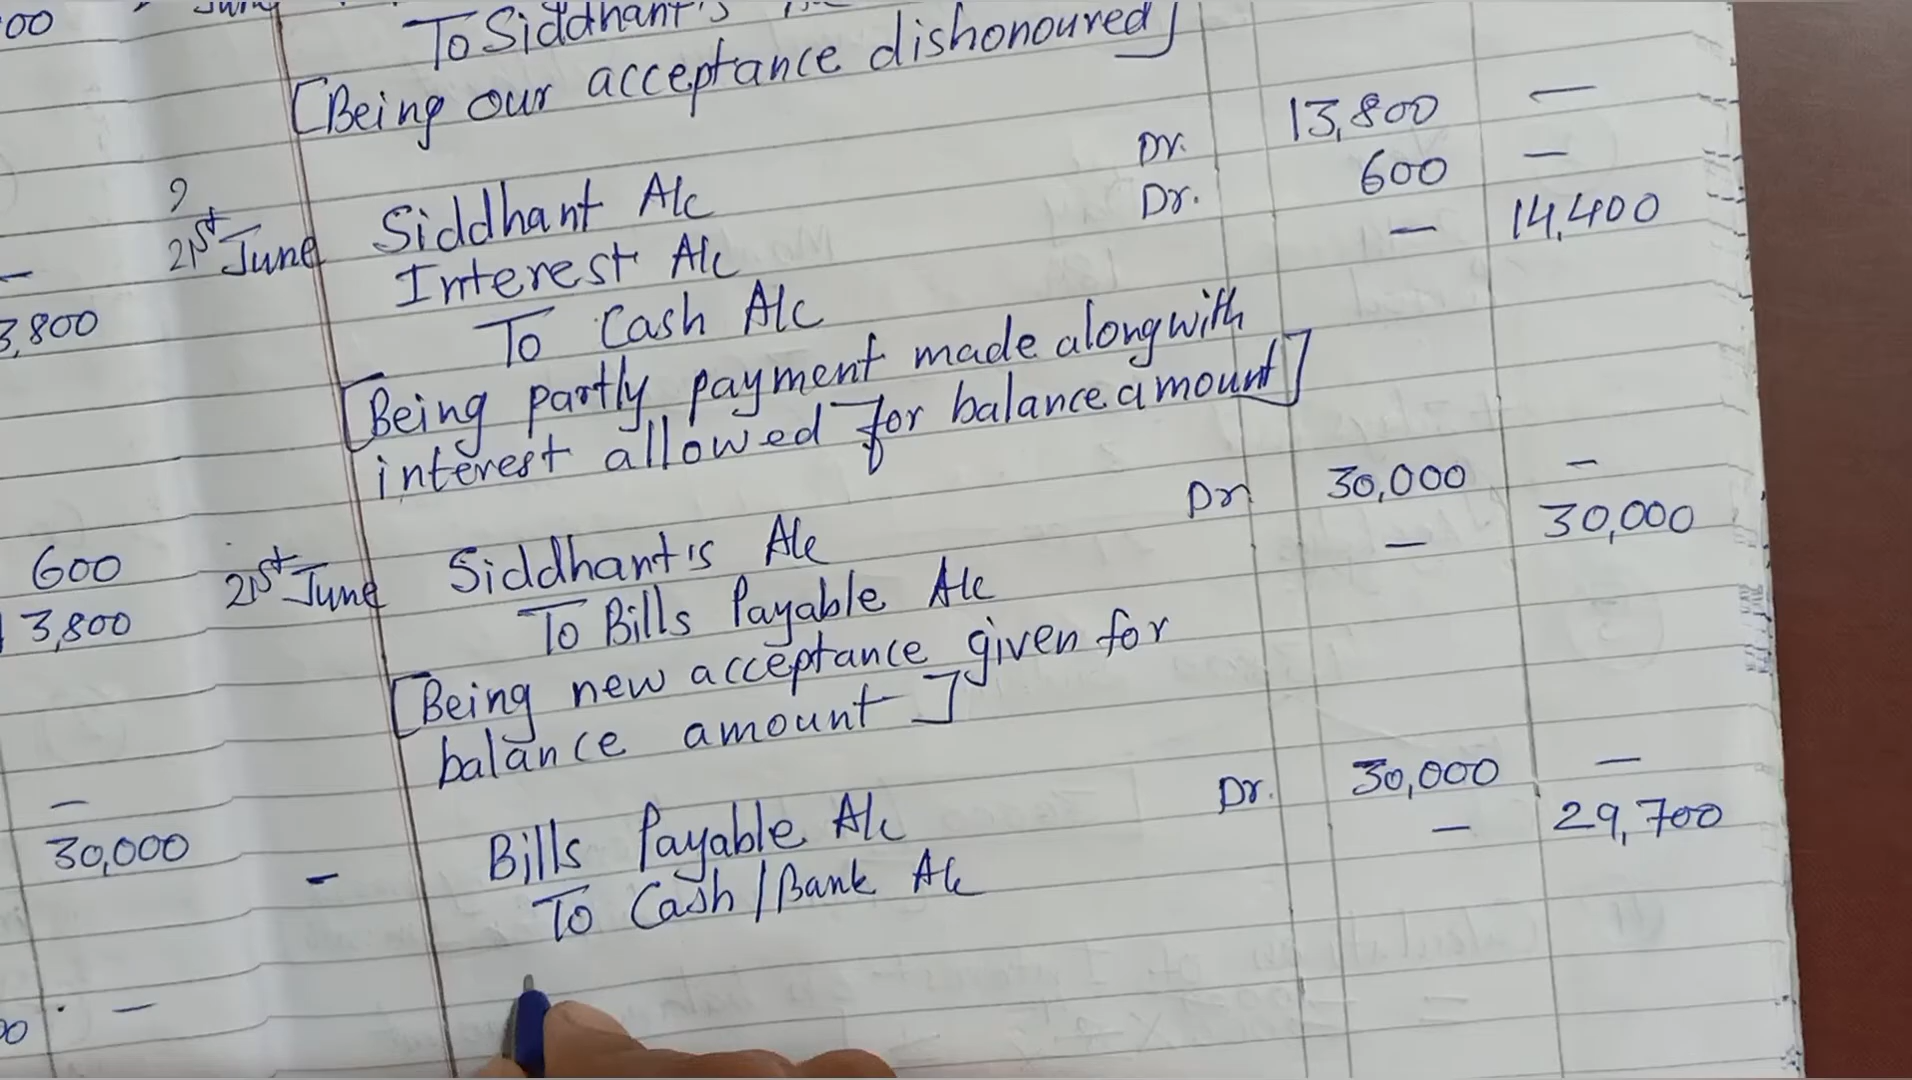 00
To Siddhant's
[Being our acceptance dishonoured]
21st June Siddhant A/c Dr. 13,800 —
Interest A/c Dr. 600 —
To Cash A/c — 14,400
3,800
[Being partly payment made alongwith
interest allowed for balance amount]
600
21st June Siddhant's A/c Dr 30,000 —
3,800
To Bills Payable A/c — 30,000
[Being new acceptance given for
balance amount]
—
30,000
— Bills Payable A/c Dr. 30,000 —
To Cash/Bank A/c — 29,700
—